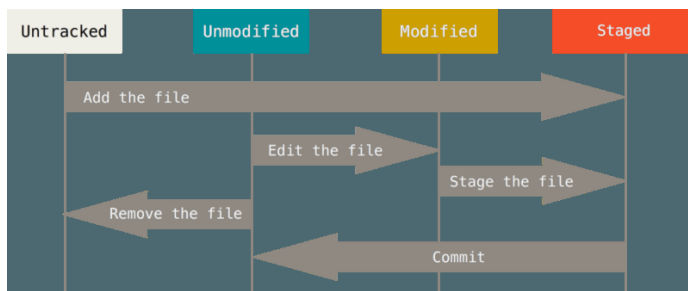 Untracked
Unmodified
Modified
Staged
Add the file
Edit the file
Stage the file
Remove the file
Commit